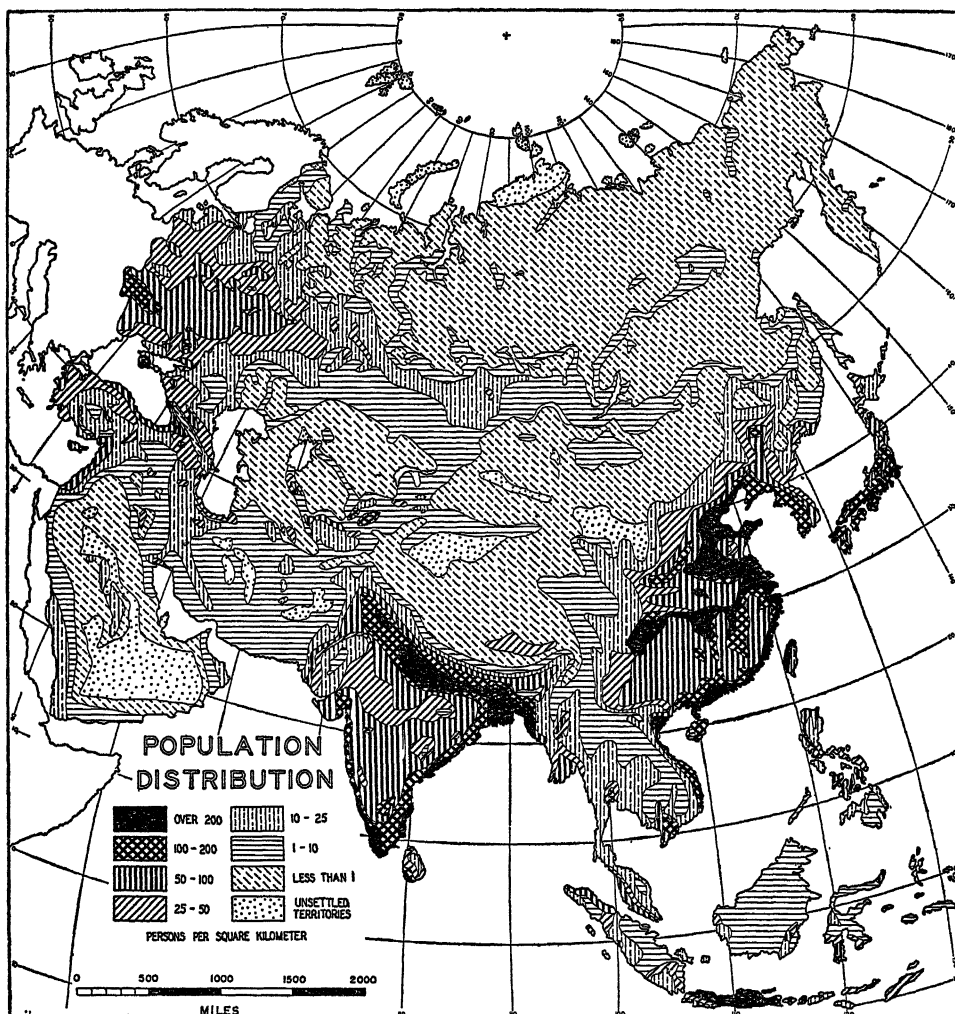 POPULATION
DISTRIBUTION
OVER 200
10 - 25
100 - 200
1 - 10
50 - 100
LESS THAN 1
25 - 50
UNSETTLED
TERRITORIES
PERSONS PER SQUARE KILOMETER
0 500 1000 1500 2000
MILES